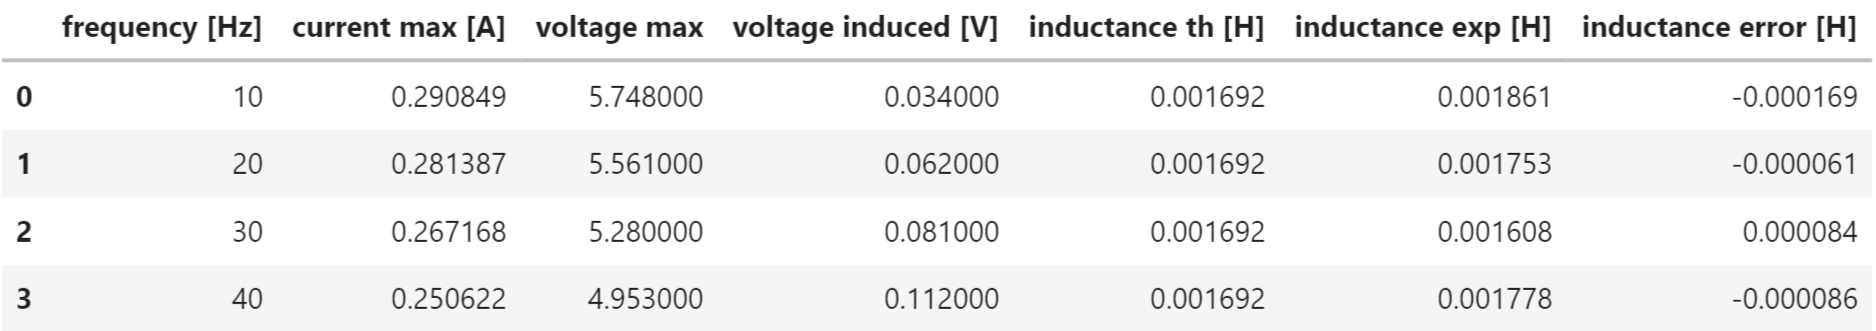 frequency [Hz] current max [A] voltage max voltage induced [V] inductance th [H] inductance exp [H] inductance error [H]
0 10 0.290849 5.748000 0.034000 0.001692 0.001861 -0.000169
1 20 0.281387 5.561000 0.062000 0.001692 0.001753 -0.000061
2 30 0.267168 5.280000 0.081000 0.001692 0.001608 0.000084
3 40 0.250622 4.953000 0.112000 0.001692 0.001778 -0.000086